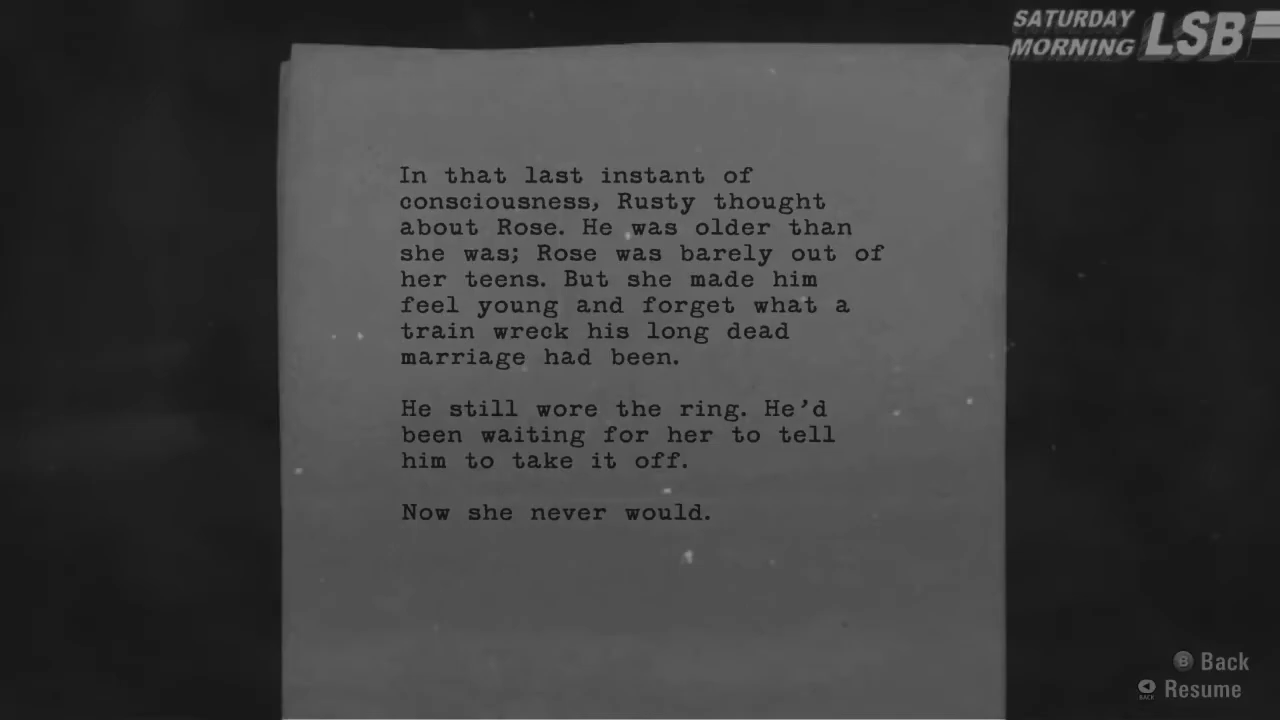 SATURDAY
MORNING LSB
In that last instant of
consciousness, Rusty thought
about Rose. He was older than
she was; Rose was barely out of
her teens. But she made him
feel young and forget what a
train wreck his long dead
marriage had been.
He still wore the ring. He'd
been waiting for her to tell
him to take it off.
Now she never would.
B Back
BACK Resume